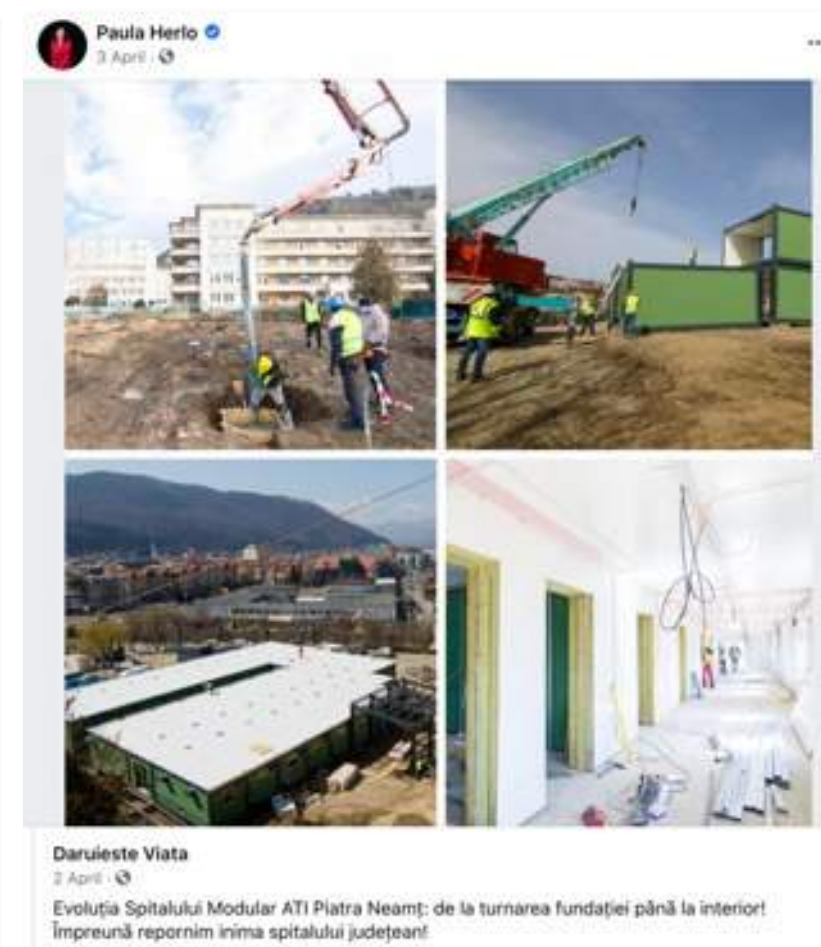 Paula Herlo
3 April
Daruieste Viata
2 April
Evoluția Spitalului Modular ATI Piatra Neamț: de la turnarea fundației până la interior!
Împreună repornim inima spitalului județean!